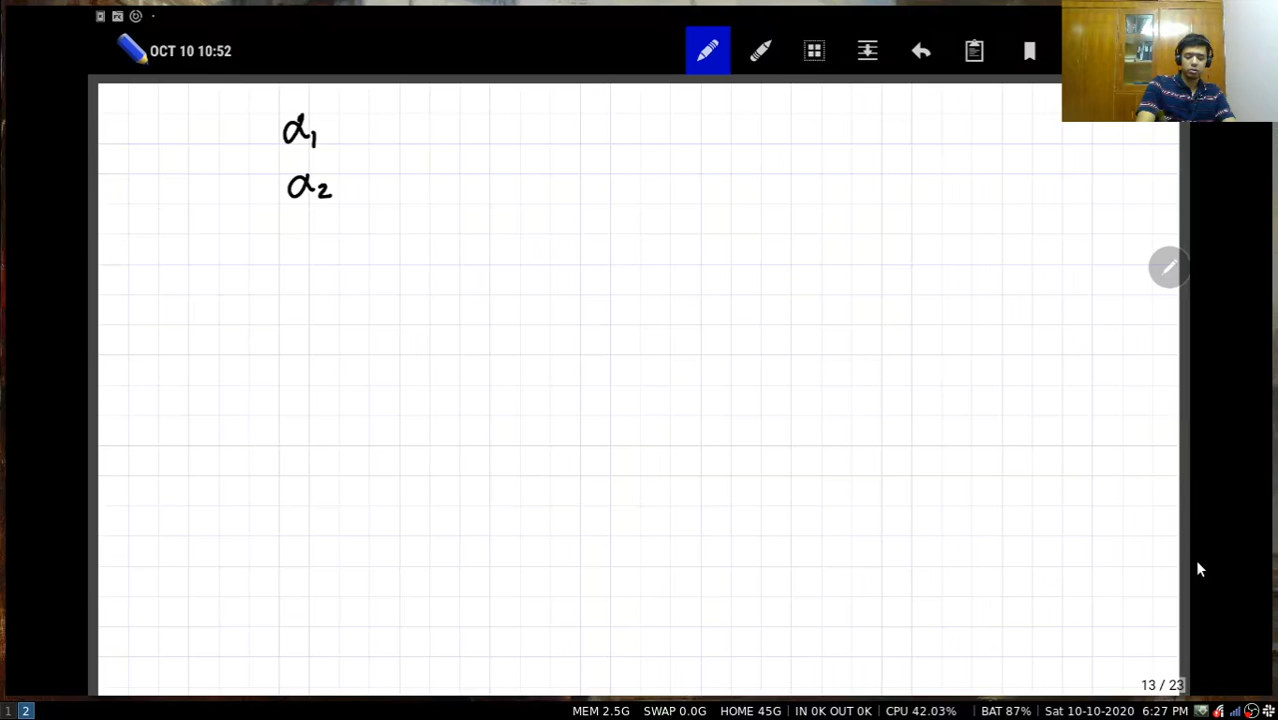 OCT 10 10:52
α₁
α₂
13 / 23
1 2 MEM 2.5G SWAP 0.0G HOME 45G IN 0K OUT 0K CPU 42.03% BAT 87% Sat 10-10-2020 6:27 PM